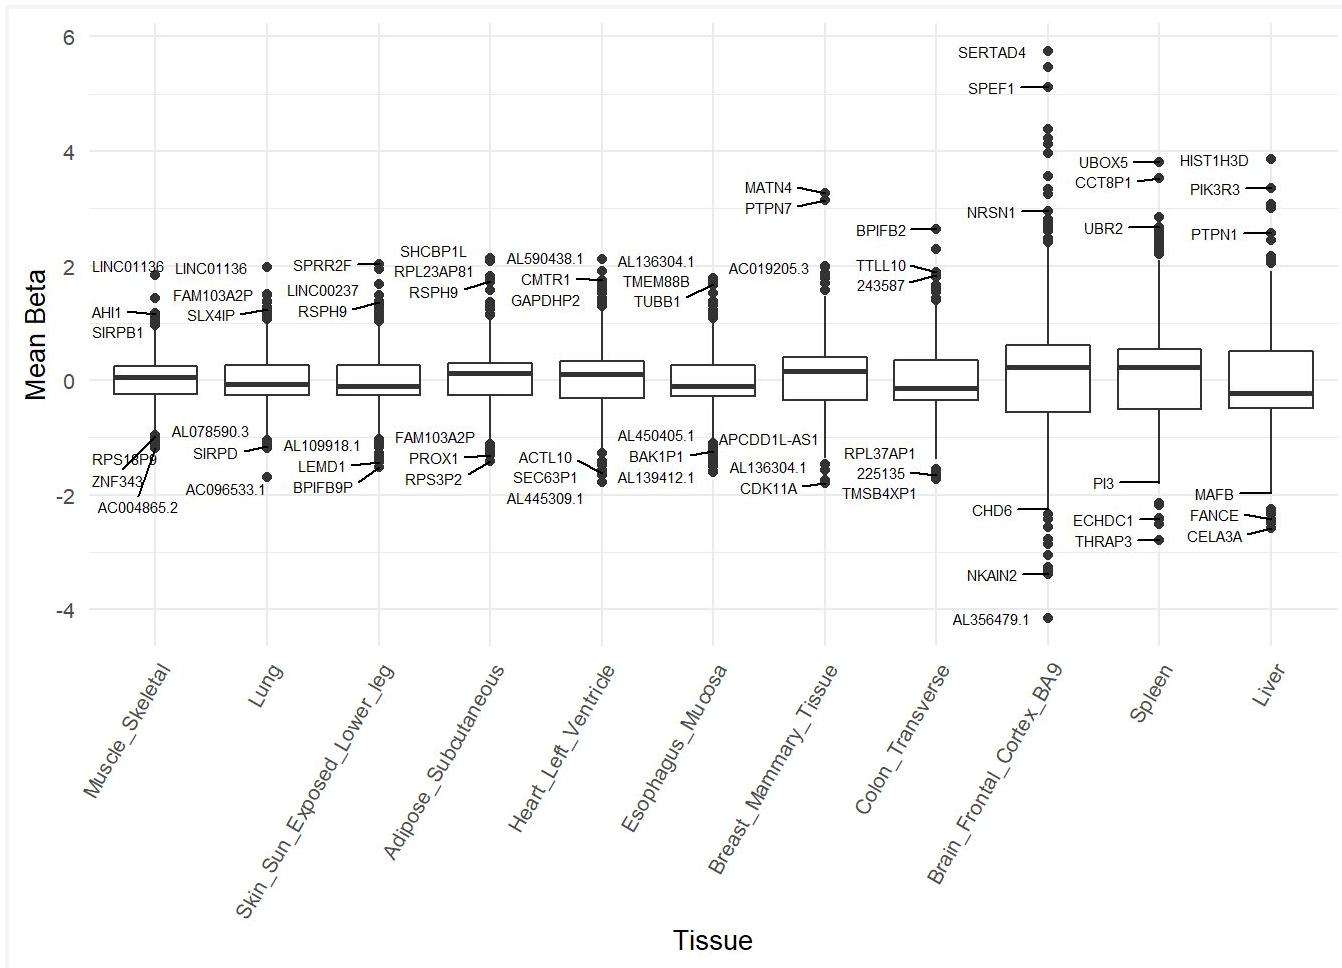 6
4
2
0
-2
-4
Mean Beta
LINC01136
AHI1
SIRPB1
RPS18P9
ZNF343
AC004865.2
LINC01136
FAM103A2P
SLX4IP
AL078590.3
SIRPD
AC096533.1
SPRR2F
LINC00237
RSPH9
AL109918.1
LEMD1
BPIFB9P
SHCBP1L
RPL23AP81
RSPH9
FAM103A2P
PROX1
RPS3P2
AL590438.1
CMTR1
GAPDHP2
ACTL10
SEC63P1
AL445309.1
AL136304.1
TMEM88B
TUBB1
AL450405.1
BAK1P1
AL139412.1
MATN4
PTPN7
AC019205.3
APCDD1L-AS1
AL136304.1
CDK11A
BPIFB2
TTLL10
243587
RPL37AP1
225135
TMSB4XP1
SERTAD4
SPEF1
NRSN1
CHD6
NKAIN2
AL356479.1
UBOX5
CCT8P1
UBR2
PI3
ECHDC1
THRAP3
HIST1H3D
PIK3R3
PTPN1
MAFB
FANCE
CELA3A
Muscle_Skeletal
Lung
Skin_Sun_Exposed_Lower_leg
Adipose_Subcutaneous
Heart_Left_Ventricle
Esophagus_Mucosa
Breast_Mammary_Tissue
Colon_Transverse
Brain_Frontal_Cortex_BA9
Spleen
Liver
Tissue